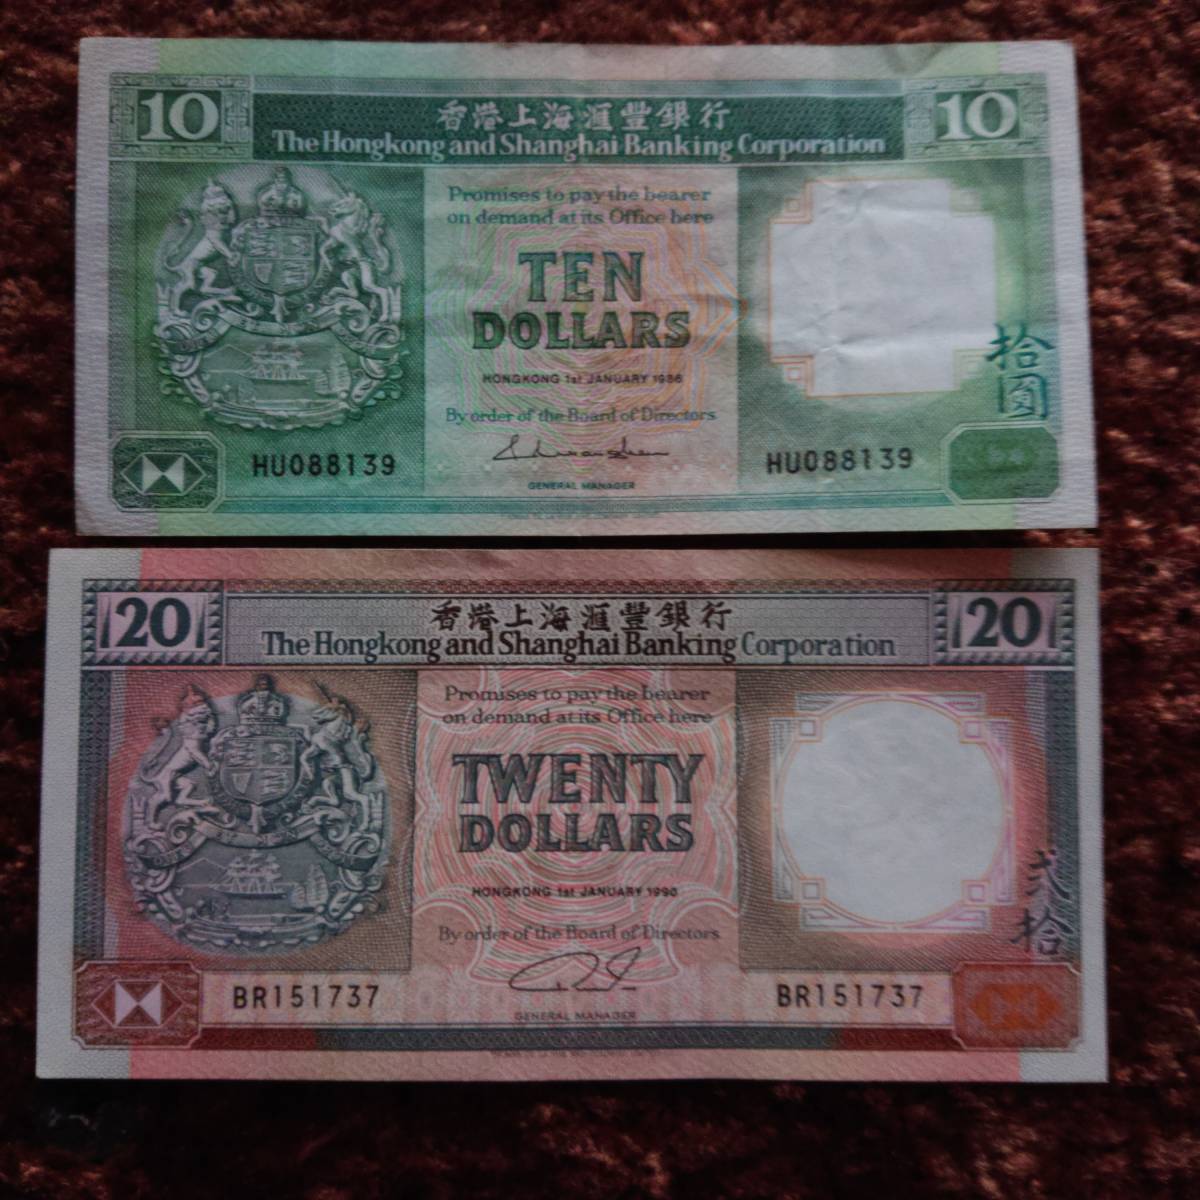 10
香港上海滙豐銀行
10
The Hongkong and Shanghai Banking Corporation
Promises to pay the bearer
on demand at its Office here
TEN
DOLLARS
拾圓
HONGKONG 1st JANUARY 1986
By order of the Board of Directors
HU088139
HU088139
GENERAL MANAGER
20
香港上海滙豐銀行
20
The Hongkong and Shanghai Banking Corporation
Promises to pay the bearer
on demand at its Office here
TWENTY
DOLLARS
HONGKONG 1st JANUARY 1990
弍拾
By order of the Board of Directors
BR151737
BR151737
GENERAL MANAGER